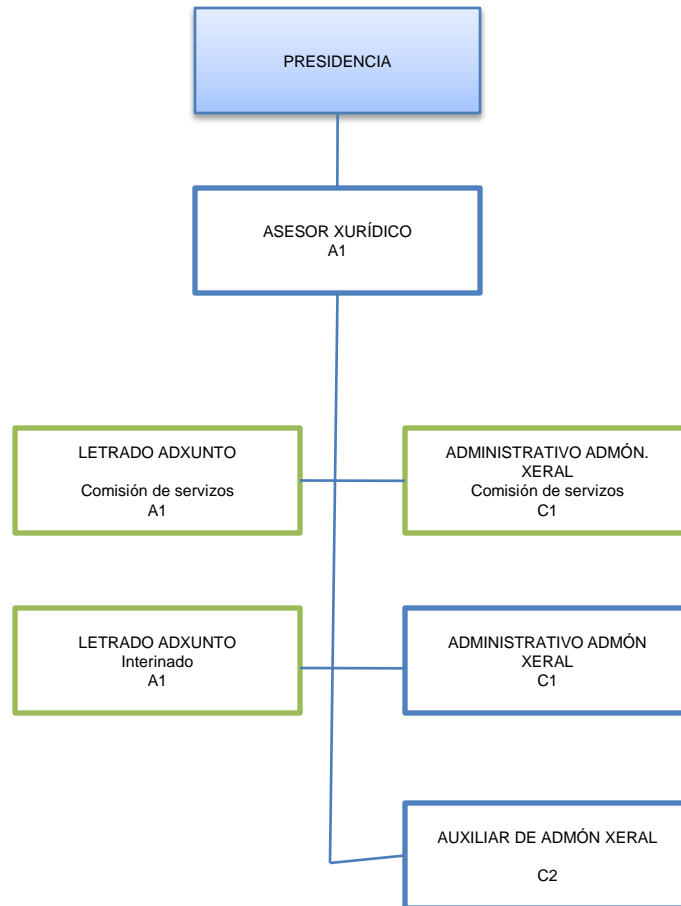 PRESIDENCIA
ASESOR XURÍDICO
A1
LETRADO ADXUNTO
Comisión de servizos
A1
ADMINISTRATIVO ADMÓN.
XERAL
Comisión de servizos
C1
LETRADO ADXUNTO
Interinado
A1
ADMINISTRATIVO ADMÓN
XERAL
C1
AUXILIAR DE ADMÓN XERAL
C2